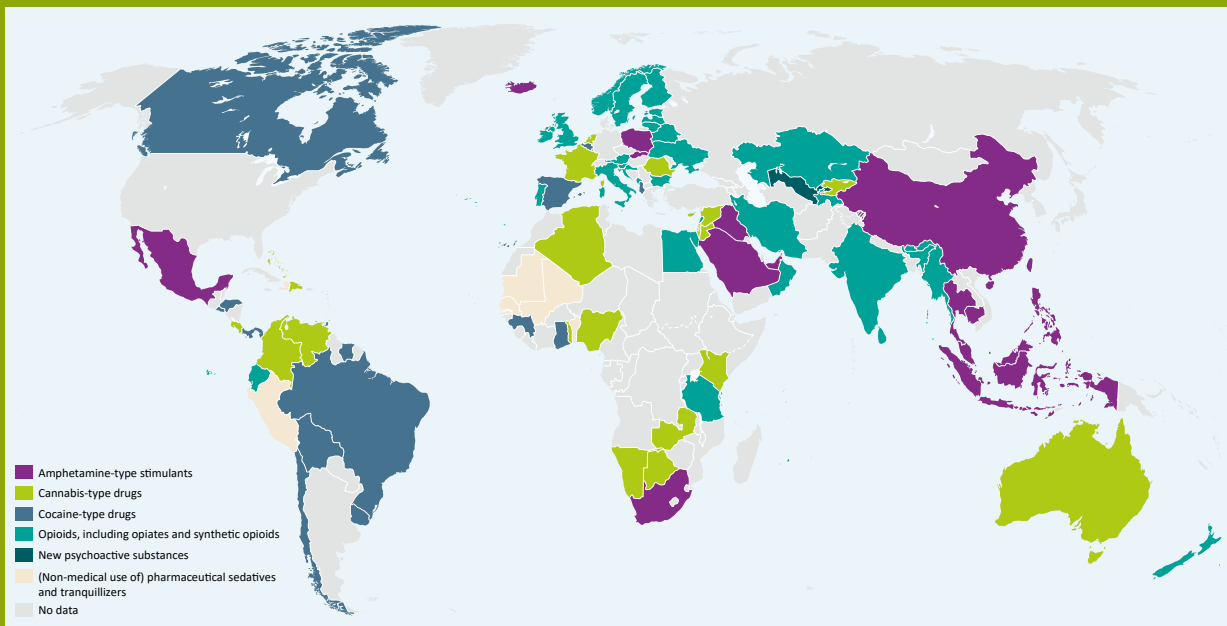 Amphetamine-type stimulants
Cannabis-type drugs
Cocaine-type drugs
Opioids, including opiates and synthetic opioids
New psychoactive substances
(Non-medical use of) pharmaceutical sedatives
and tranquillizers
No data